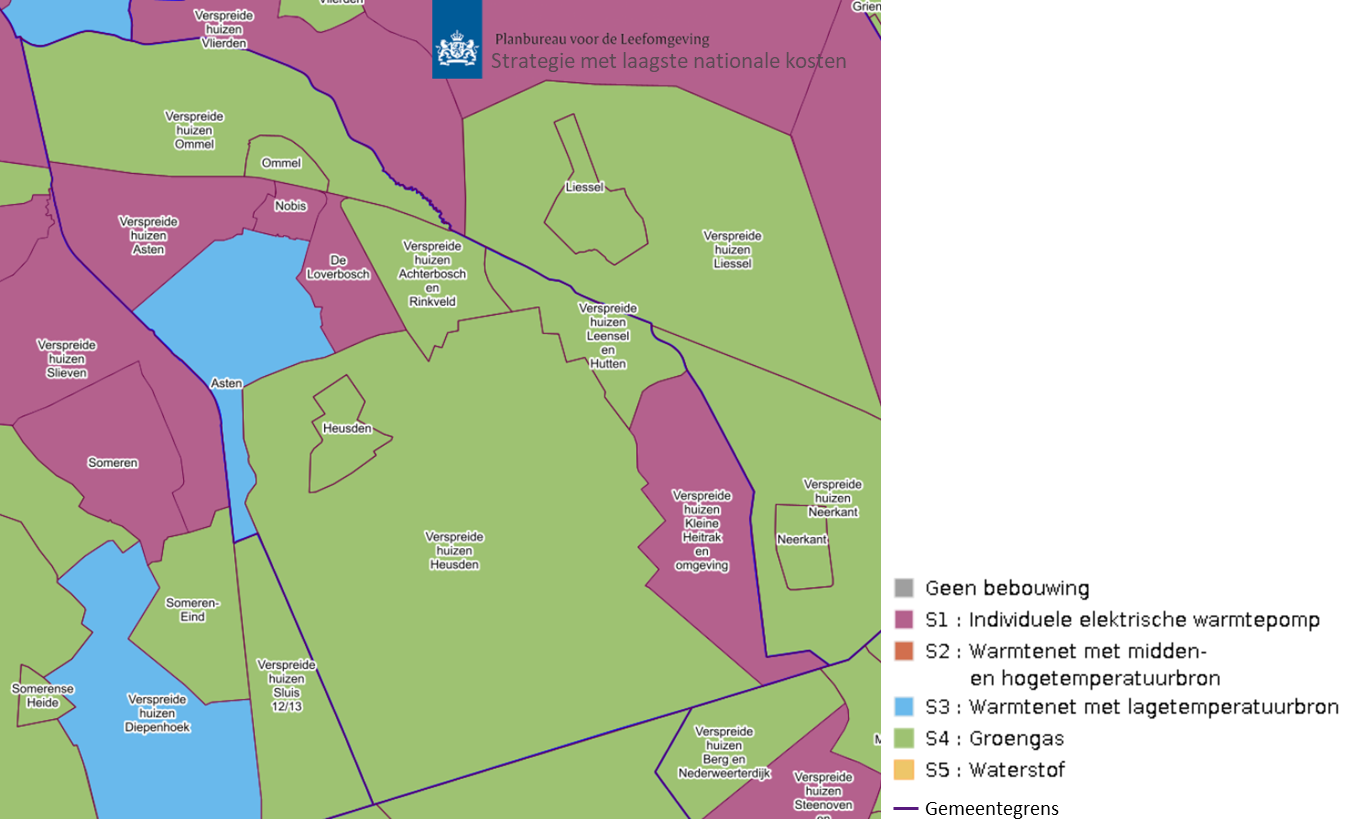 Vlierden
Grien
Verspreide
huizen
Vlierden
Planbureau voor de Leefomgeving
Strategie met laagste nationale kosten
Verspreide
huizen
Ommel
Ommel
Liessel
Nobis
Verspreide
huizen
Asten
Verspreide
huizen
Liessel
De
Loverbosch
Verspreide
huizen
Achterbosch
en
Rinkveld
Verspreide
huizen
Leensel
en
Hutten
Verspreide
huizen
Slieven
Asten
Heusden
Someren
Verspreide
huizen
Neerkant
Verspreide
huizen
Kleine
Heitrak
en
omgeving
Neerkant
Verspreide
huizen
Heusden
Someren-
Eind
Verspreide
huizen
Sluis
12/13
Somerense
Heide
Verspreide
huizen
Diepenhoek
Verspreide
huizen
Berg en
Nederweerterdijk
M
Verspreide
huizen
Steenoven
en
Geen bebouwing
S1 : Individuele elektrische warmtepomp
S2 : Warmtenet met midden-
en hogetemperatuurbron
S3 : Warmtenet met lagetemperatuurbron
S4 : Groengas
S5 : Waterstof
Gemeentegrens